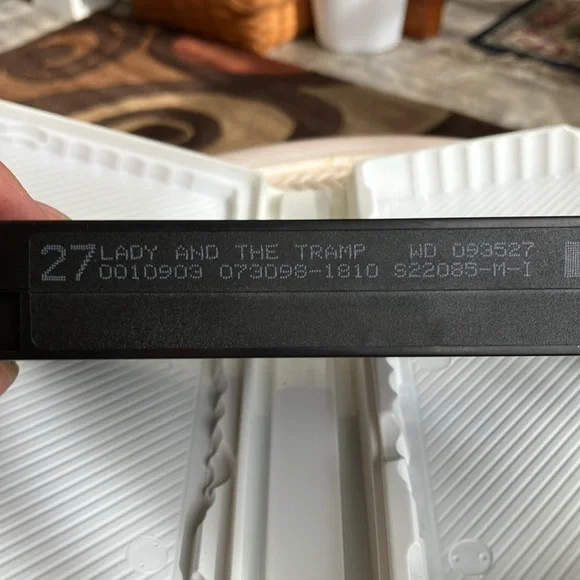 27 LADY AND THE TRAMP WD 093527
0010903 073098-1810 S22085-M-I